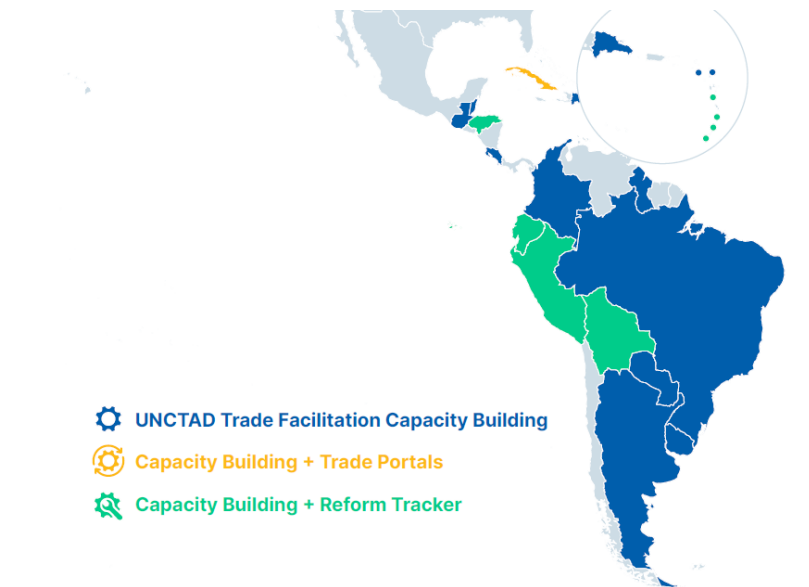 UNCTAD Trade Facilitation Capacity Building
Capacity Building + Trade Portals
Capacity Building + Reform Tracker